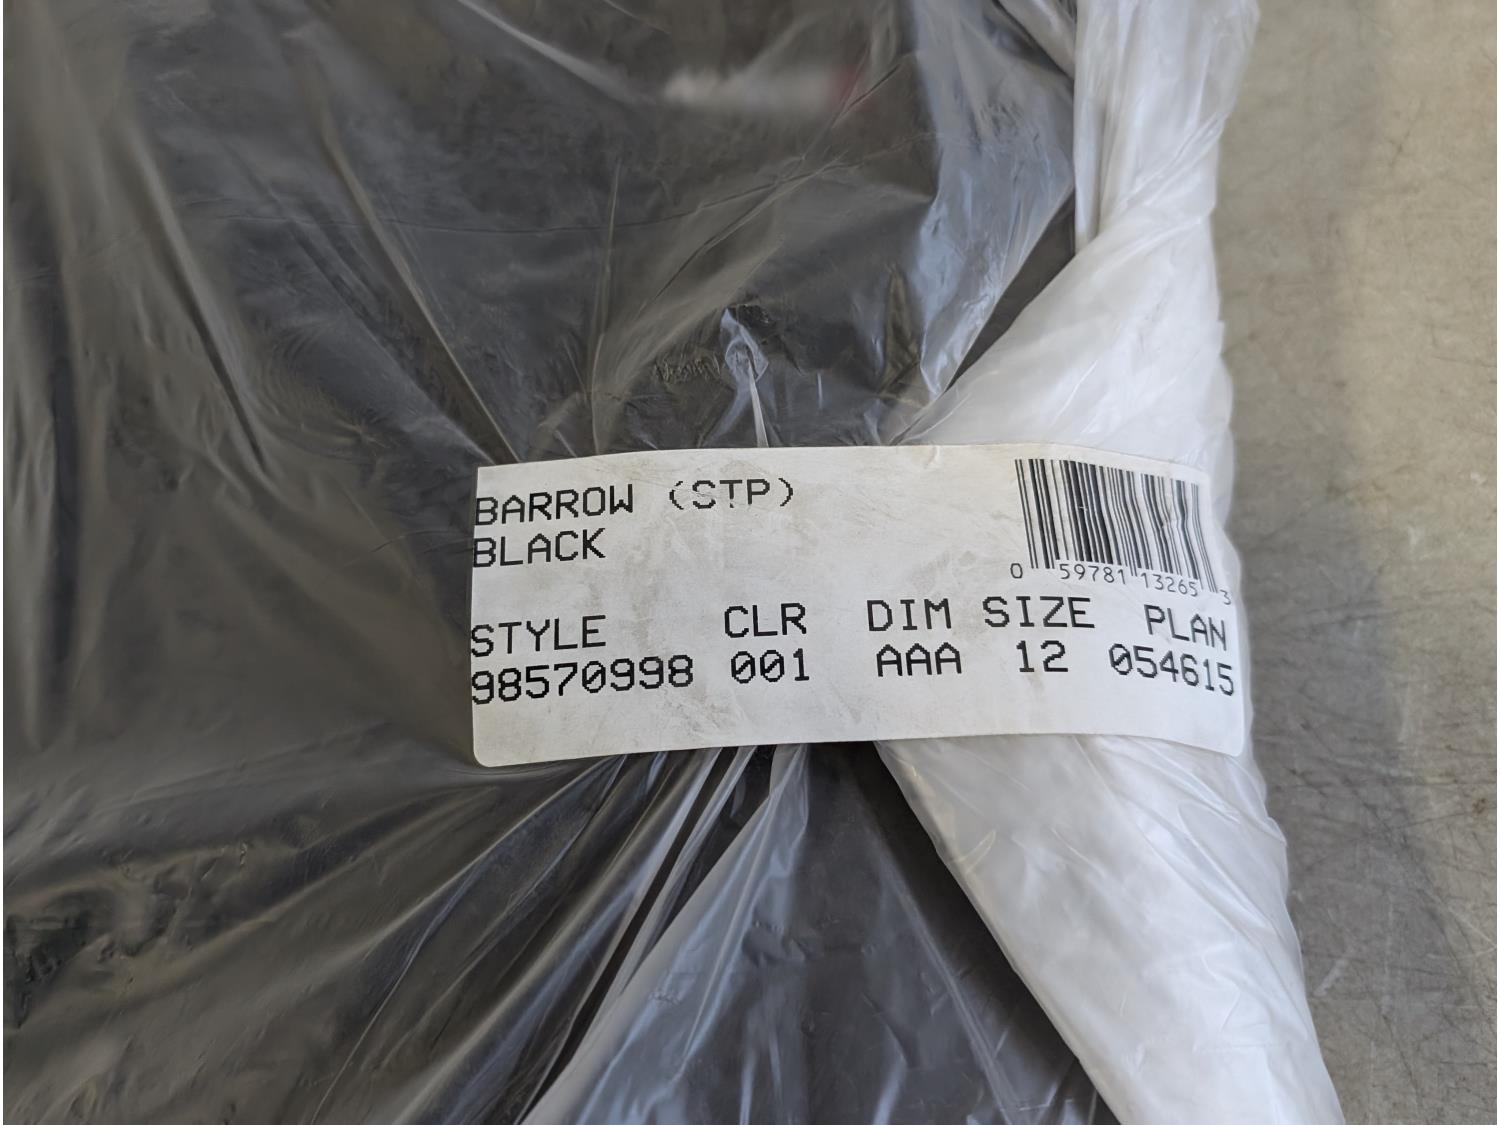 BARROW (STP)
BLACK
0 59781 13265 3
STYLE CLR DIM SIZE PLAN
98570998 001 AAA 12 054615